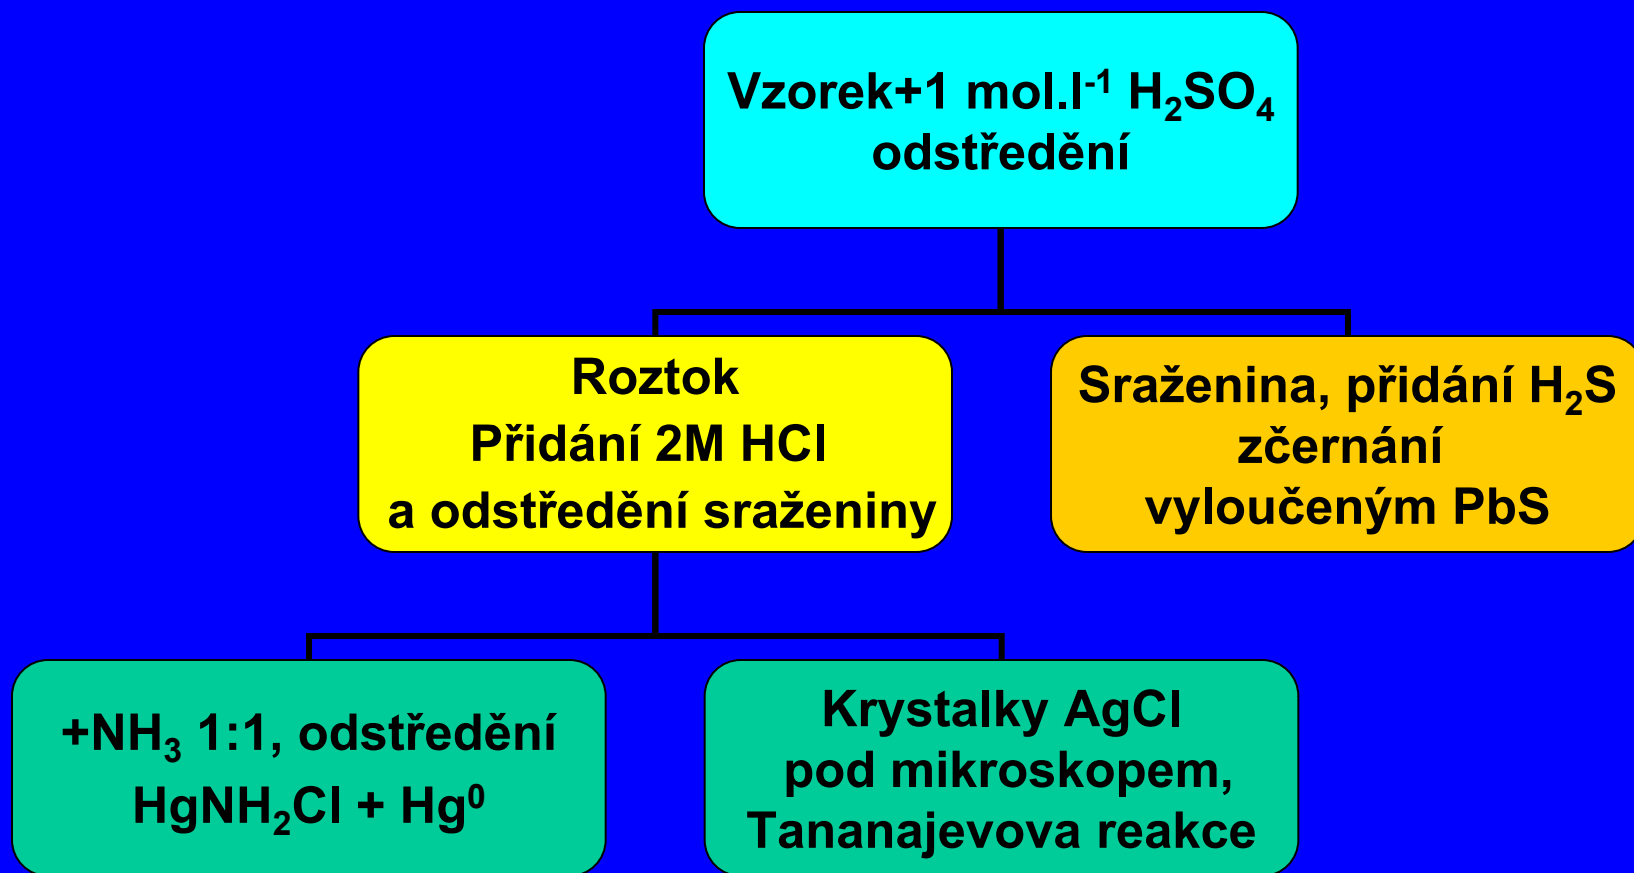 Vzorek+1 mol.l⁻¹ H₂SO₄
odstředění
Roztok
Přidání 2M HCl
a odstředění sraženiny
Sraženina, přidání H₂S
zčernání
vyloučeným PbS
+NH₃ 1:1, odstředění
HgNH₂Cl + Hg⁰
Krystalky AgCl
pod mikroskopem,
Tananajevova reakce